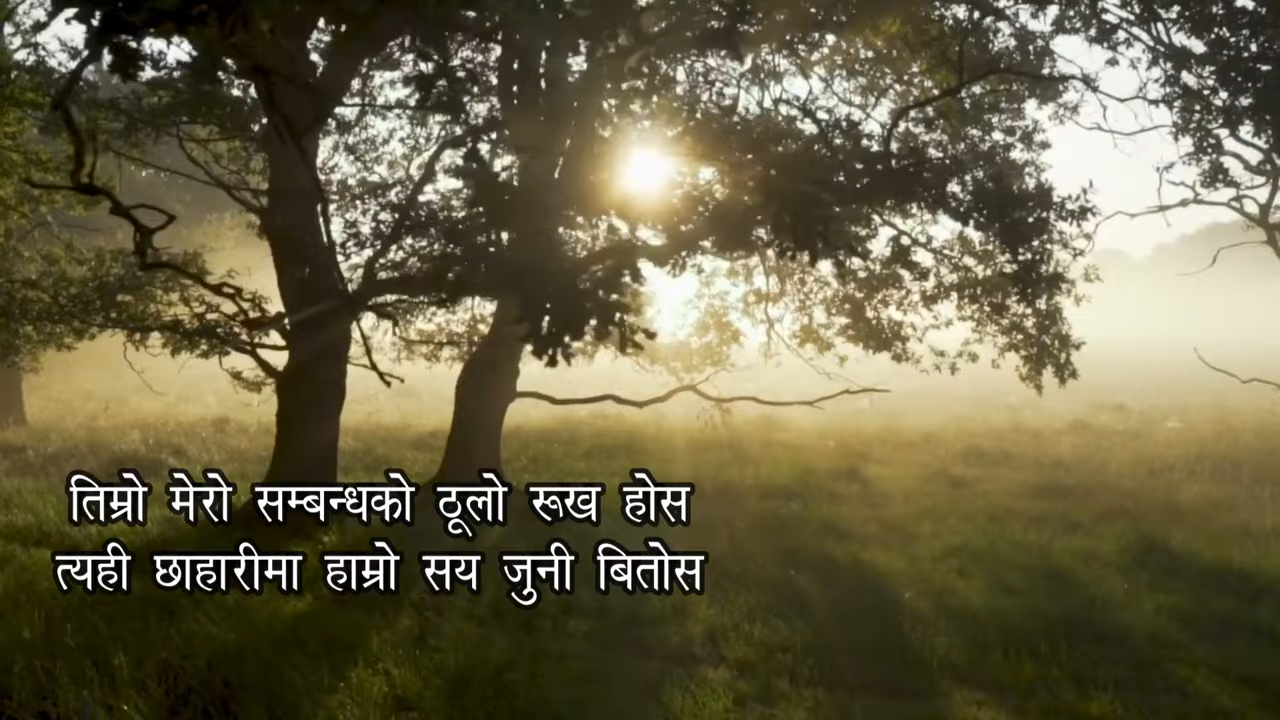 तिम्रो मेरो सम्बन्धको ठूलो रूख होस
त्यही छाहारीमा हाम्रो सय जुनी बितोस